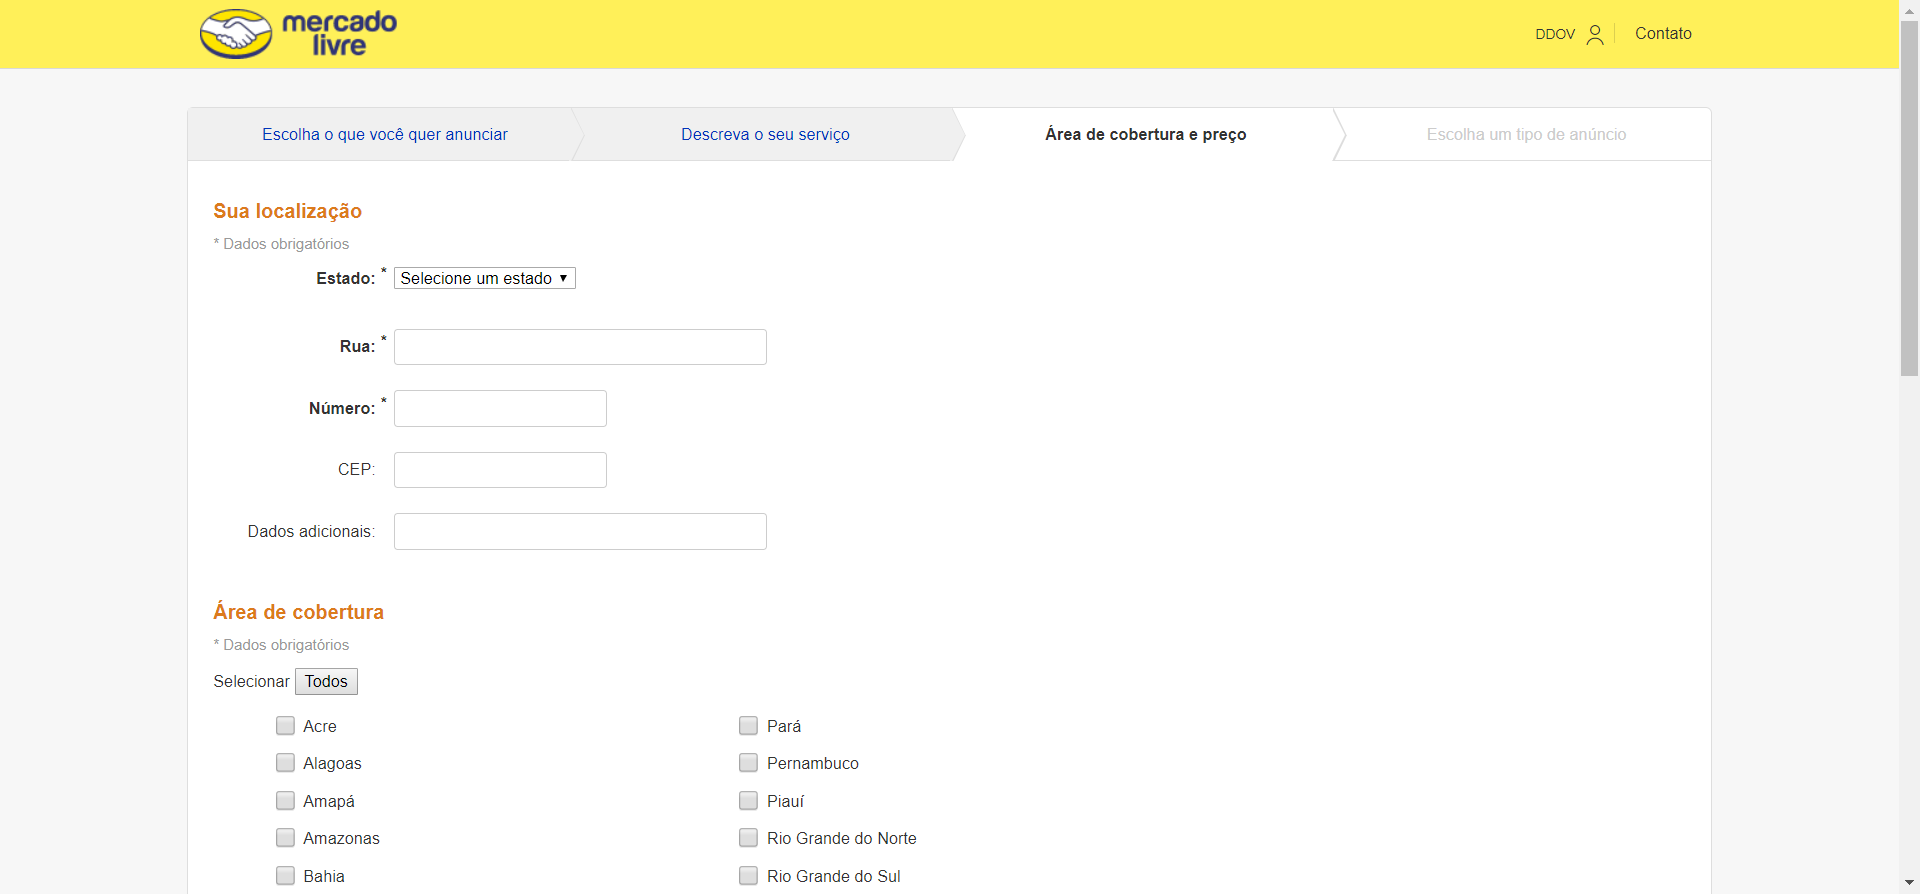 mercado
livre
DDOV
Contato
Escolha o que você quer anunciar
Descreva o seu serviço
Área de cobertura e preço
Escolha um tipo de anúncio
Sua localização
* Dados obrigatórios
Estado: * Selecione um estado
Rua: *
Número: *
CEP:
Dados adicionais:
Área de cobertura
* Dados obrigatórios
Selecionar Todos
Acre
Pará
Alagoas
Pernambuco
Amapá
Piauí
Amazonas
Rio Grande do Norte
Bahia
Rio Grande do Sul